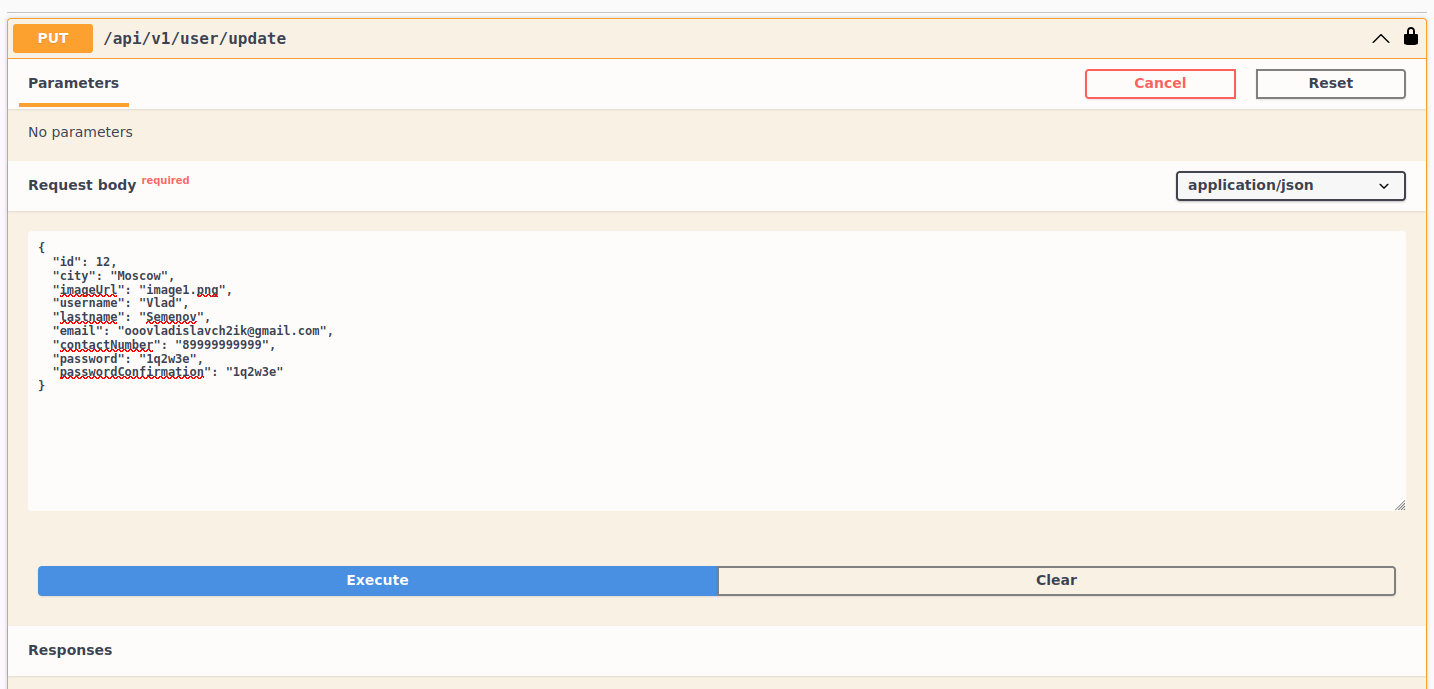 PUT /api/v1/user/update
Parameters Cancel Reset
No parameters
Request body required application/json
{
  "id": 12,
  "city": "Moscow",
  "imageUrl": "image1.png",
  "username": "Vlad",
  "lastname": "Semenov",
  "email": "ooovladislavch2ik@gmail.com",
  "contactNumber": "89999999999",
  "password": "1q2w3e",
  "passwordConfirmation": "1q2w3e"
}
Execute Clear
Responses